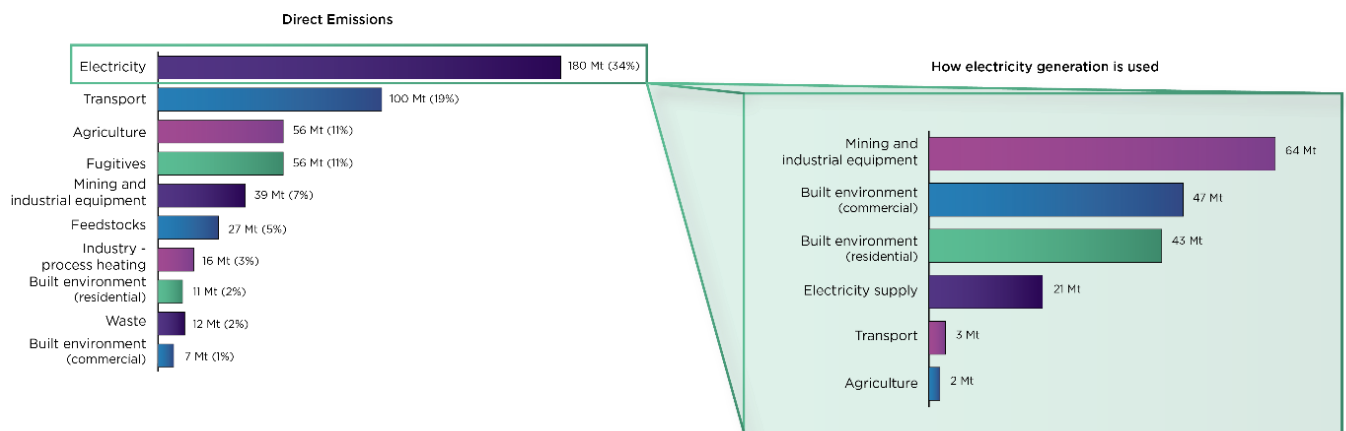 Direct Emissions
Electricity
180 Mt (34%)
Transport
100 Mt (19%)
Agriculture
56 Mt (11%)
Fugitives
56 Mt (11%)
Mining and
industrial equipment
39 Mt (7%)
Feedstocks
27 Mt (5%)
Industry -
process heating
16 Mt (3%)
Built environment
(residential)
11 Mt (2%)
Waste
12 Mt (2%)
Built environment
(commercial)
7 Mt (1%)
How electricity generation is used
Mining and
industrial equipment
64 Mt
Built environment
(commercial)
47 Mt
Built environment
(residential)
43 Mt
Electricity supply
21 Mt
Transport
3 Mt
Agriculture
2 Mt